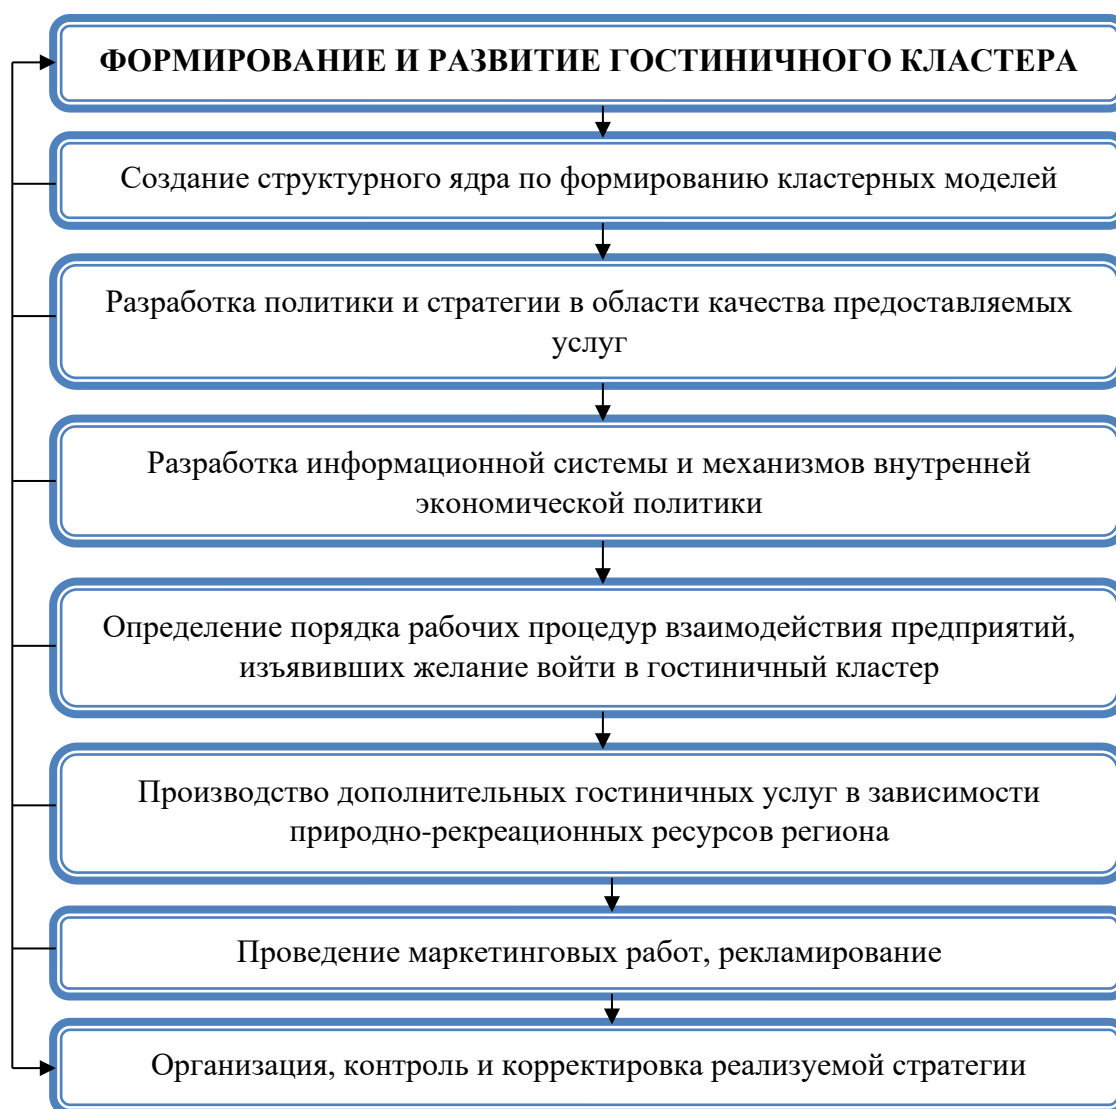 ФОРМИРОВАНИЕ И РАЗВИТИЕ ГОСТИНИЧНОГО КЛАСТЕРА
Создание структурного ядра по формированию кластерных моделей
Разработка политики и стратегии в области качества предоставляемых
услуг
Разработка информационной системы и механизмов внутренней
экономической политики
Определение порядка рабочих процедур взаимодействия предприятий,
изъявивших желание войти в гостиничный кластер
Производство дополнительных гостиничных услуг в зависимости
природно-рекреационных ресурсов региона
Проведение маркетинговых работ, рекламирование
Организация, контроль и корректировка реализуемой стратегии